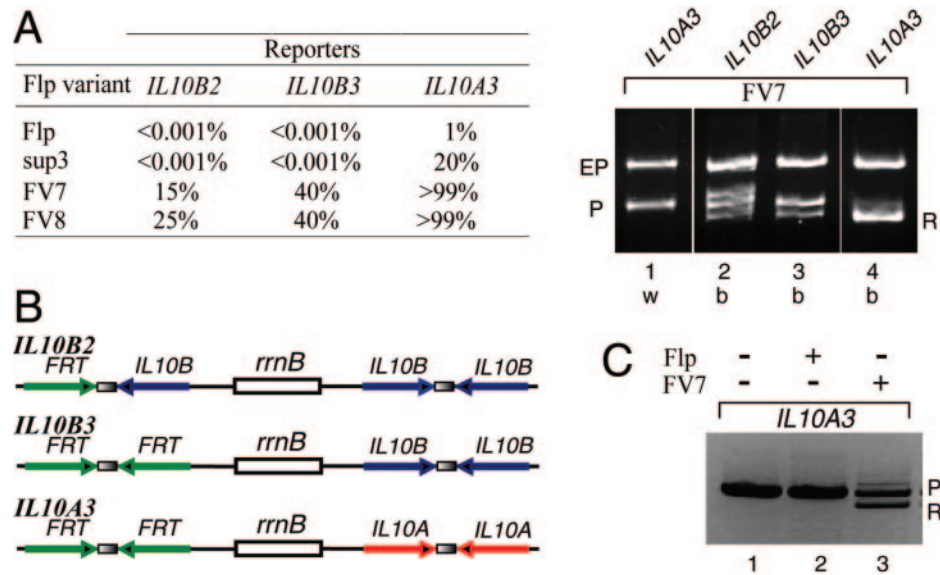 A
Reporters
Flp variant IL10B2 IL10B3 IL10A3
Flp <0.001% <0.001% 1%
sup3 <0.001% <0.001% 20%
FV7 15% 40% >99%
FV8 25% 40% >99%
IL10A3 IL10B2 IL10B3 IL10A3
FV7
EP
P
R
1 2 3 4
w b b b
B
IL10B2
FRT IL10B rrnB IL10B IL10B
IL10B3
FRT FRT rrnB IL10B IL10B
IL10A3
FRT FRT rrnB IL10A IL10A
C
Flp - + -
FV7 - - +
IL10A3
P
R
1 2 3